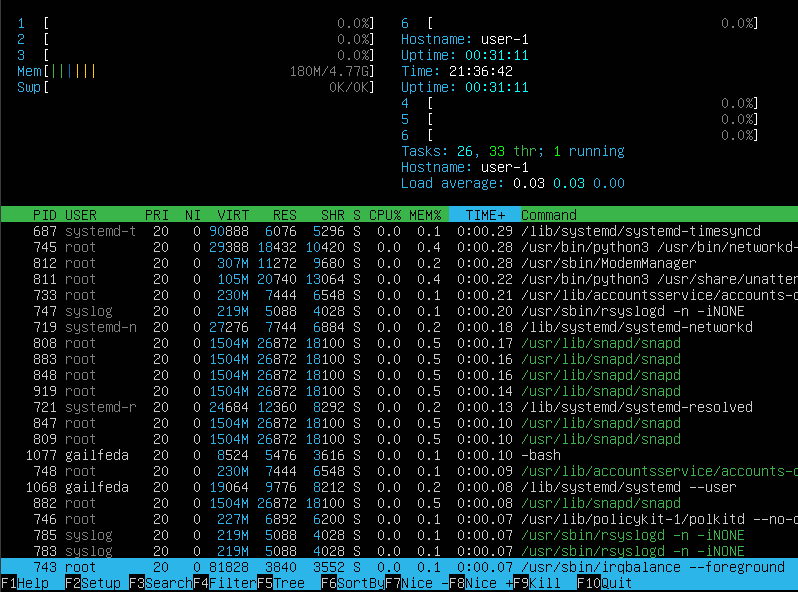 1 [ 0.0%]
2 [ 0.0%]
3 [ 0.0%]
Mem[|||||| 180M/4.77G]
Swp[ 0K/0K]
6 [ 0.0%]
Hostname: user-1
Uptime: 00:31:11
Time: 21:36:42
Uptime: 00:31:11
4 [ 0.0%]
5 [ 0.0%]
6 [ 0.0%]
Tasks: 26, 33 thr; 1 running
Hostname: user-1
Load average: 0.03 0.03 0.00
PID USER PRI NI VIRT RES SHR S CPU% MEM% TIME+ Command
687 systemd-t 20 0 90888 6076 5296 S 0.0 0.1 0:00.29 /lib/systemd/systemd-timesyncd
745 root 20 0 29388 18432 10420 S 0.0 0.4 0:00.28 /usr/bin/python3 /usr/bin/networkd-
812 root 20 0 307M 11272 9680 S 0.0 0.2 0:00.28 /usr/sbin/ModemManager
811 root 20 0 105M 20740 13064 S 0.0 0.4 0:00.22 /usr/bin/python3 /usr/share/unatten
733 root 20 0 230M 7444 6548 S 0.0 0.1 0:00.21 /usr/lib/accountsservice/accounts-d
747 syslog 20 0 219M 5088 4028 S 0.0 0.1 0:00.20 /usr/sbin/rsyslogd -n -iNONE
719 systemd-n 20 0 27276 7744 6884 S 0.0 0.2 0:00.18 /lib/systemd/systemd-networkd
808 root 20 0 1504M 26872 18100 S 0.0 0.5 0:00.17 /usr/lib/snapd/snapd
883 root 20 0 1504M 26872 18100 S 0.0 0.5 0:00.16 /usr/lib/snapd/snapd
848 root 20 0 1504M 26872 18100 S 0.0 0.5 0:00.16 /usr/lib/snapd/snapd
919 root 20 0 1504M 26872 18100 S 0.0 0.5 0:00.14 /usr/lib/snapd/snapd
721 systemd-r 20 0 24684 12360 8292 S 0.0 0.2 0:00.13 /lib/systemd/systemd-resolved
847 root 20 0 1504M 26872 18100 S 0.0 0.5 0:00.10 /usr/lib/snapd/snapd
809 root 20 0 1504M 26872 18100 S 0.0 0.5 0:00.10 /usr/lib/snapd/snapd
1077 gailfeda 20 0 8524 5476 3616 S 0.0 0.1 0:00.10 -bash
748 root 20 0 230M 7444 6548 S 0.0 0.1 0:00.09 /usr/lib/accountsservice/accounts-d
1068 gailfeda 20 0 19064 9776 8212 S 0.0 0.2 0:00.08 /lib/systemd/systemd --user
882 root 20 0 1504M 26872 18100 S 0.0 0.5 0:00.08 /usr/lib/snapd/snapd
746 root 20 0 227M 6892 6200 S 0.0 0.1 0:00.07 /usr/lib/policykit-1/polkitd --no-d
785 syslog 20 0 219M 5088 4028 S 0.0 0.1 0:00.07 /usr/sbin/rsyslogd -n -iNONE
783 syslog 20 0 219M 5088 4028 S 0.0 0.1 0:00.07 /usr/sbin/rsyslogd -n -iNONE
743 root 20 0 81828 3840 3552 S 0.0 0.1 0:00.07 /usr/sbin/irqbalance --foreground
F1Help F2Setup F3SearchF4FilterF5Tree F6SortByF7Nice -F8Nice +F9Kill F10Quit